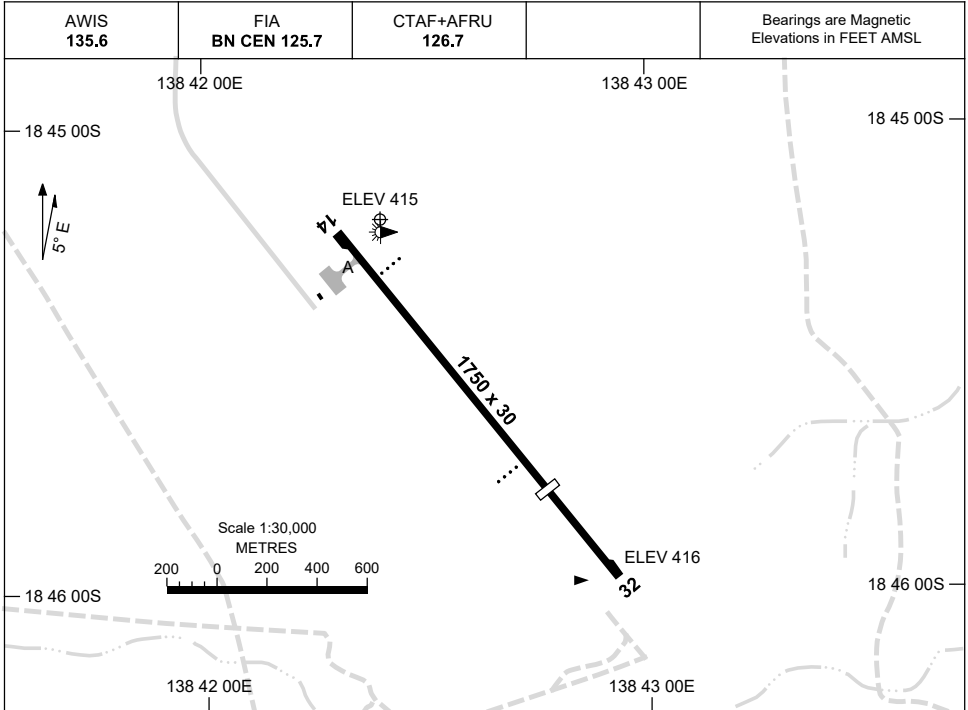 AWIS
135.6
FIA
BN CEN 125.7
CTAF+AFRU
126.7
Bearings are Magnetic
Elevations in FEET AMSL
138 42 00E
138 43 00E
18 45 00S
18 45 00S
5° E
ELEV 415
14
A
1750 x 30
Scale 1:30,000
METRES
200 0 200 400 600
ELEV 416
32
18 46 00S
18 46 00S
138 42 00E
138 43 00E